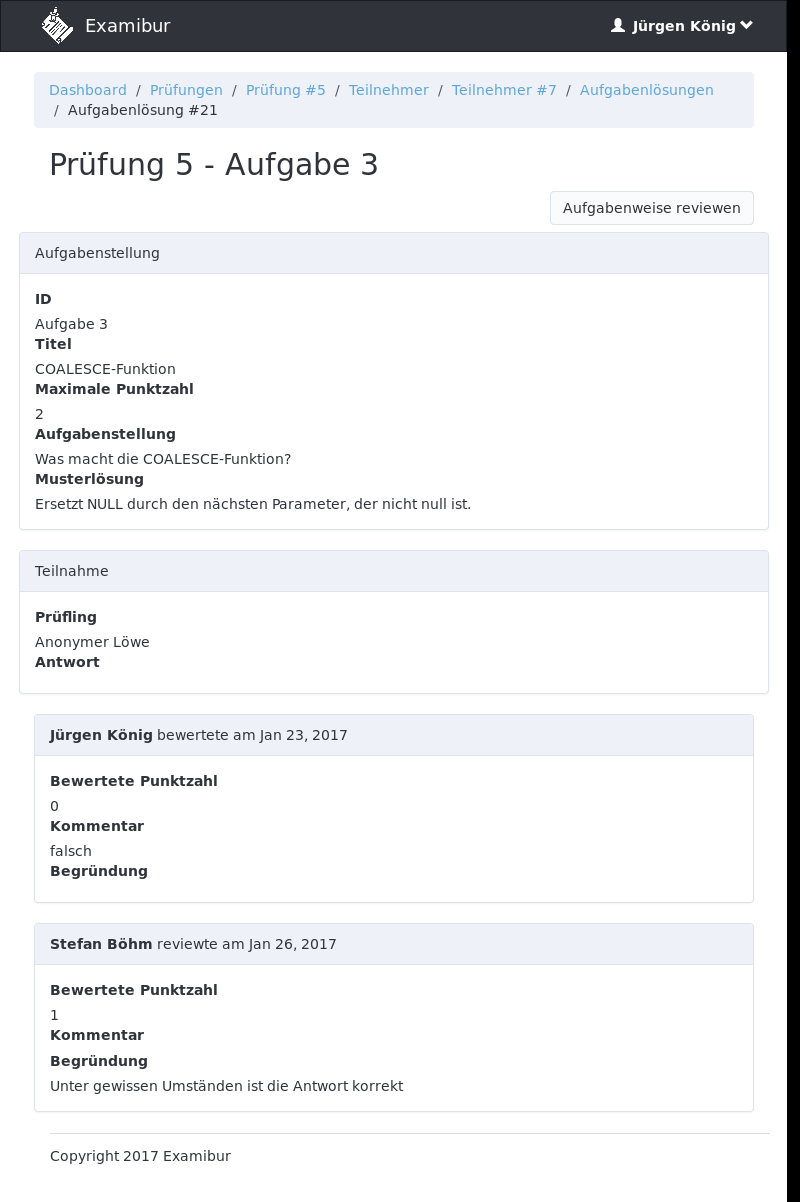 Examibur
Jürgen König
Dashboard / Prüfungen / Prüfung #5 / Teilnehmer / Teilnehmer #7 / Aufgabenlösungen
/ Aufgabenlösung #21
Prüfung 5 - Aufgabe 3
Aufgabenweise reviewen
Aufgabenstellung
ID
Aufgabe 3
Titel
COALESCE-Funktion
Maximale Punktzahl
2
Aufgabenstellung
Was macht die COALESCE-Funktion?
Musterlösung
Ersetzt NULL durch den nächsten Parameter, der nicht null ist.
Teilnahme
Prüfling
Anonymer Löwe
Antwort
Jürgen König bewertete am Jan 23, 2017
Bewertete Punktzahl
0
Kommentar
falsch
Begründung
Stefan Böhm reviewte am Jan 26, 2017
Bewertete Punktzahl
1
Kommentar
Begründung
Unter gewissen Umständen ist die Antwort korrekt
Copyright 2017 Examibur